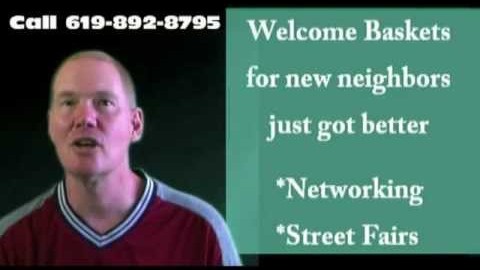 Call 619-892-8795
Welcome Baskets
for new neighbors
just got better
*Networking
*Street Fairs